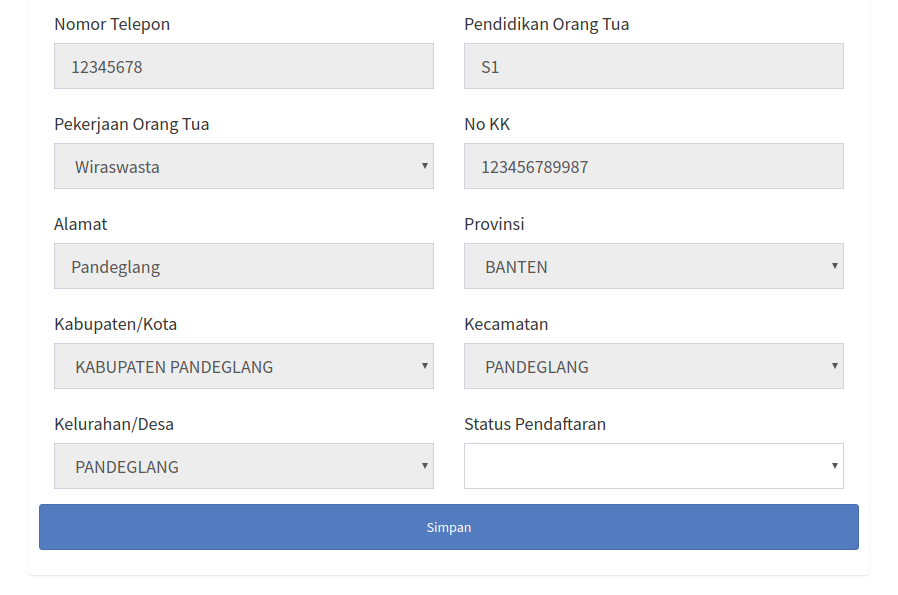 Nomor Telepon
Pendidikan Orang Tua
12345678
S1
Pekerjaan Orang Tua
No KK
Wiraswasta
123456789987
Alamat
Provinsi
Pandeglang
BANTEN
Kabupaten/Kota
Kecamatan
KABUPATEN PANDEGLANG
PANDEGLANG
Kelurahan/Desa
Status Pendaftaran
PANDEGLANG
Simpan